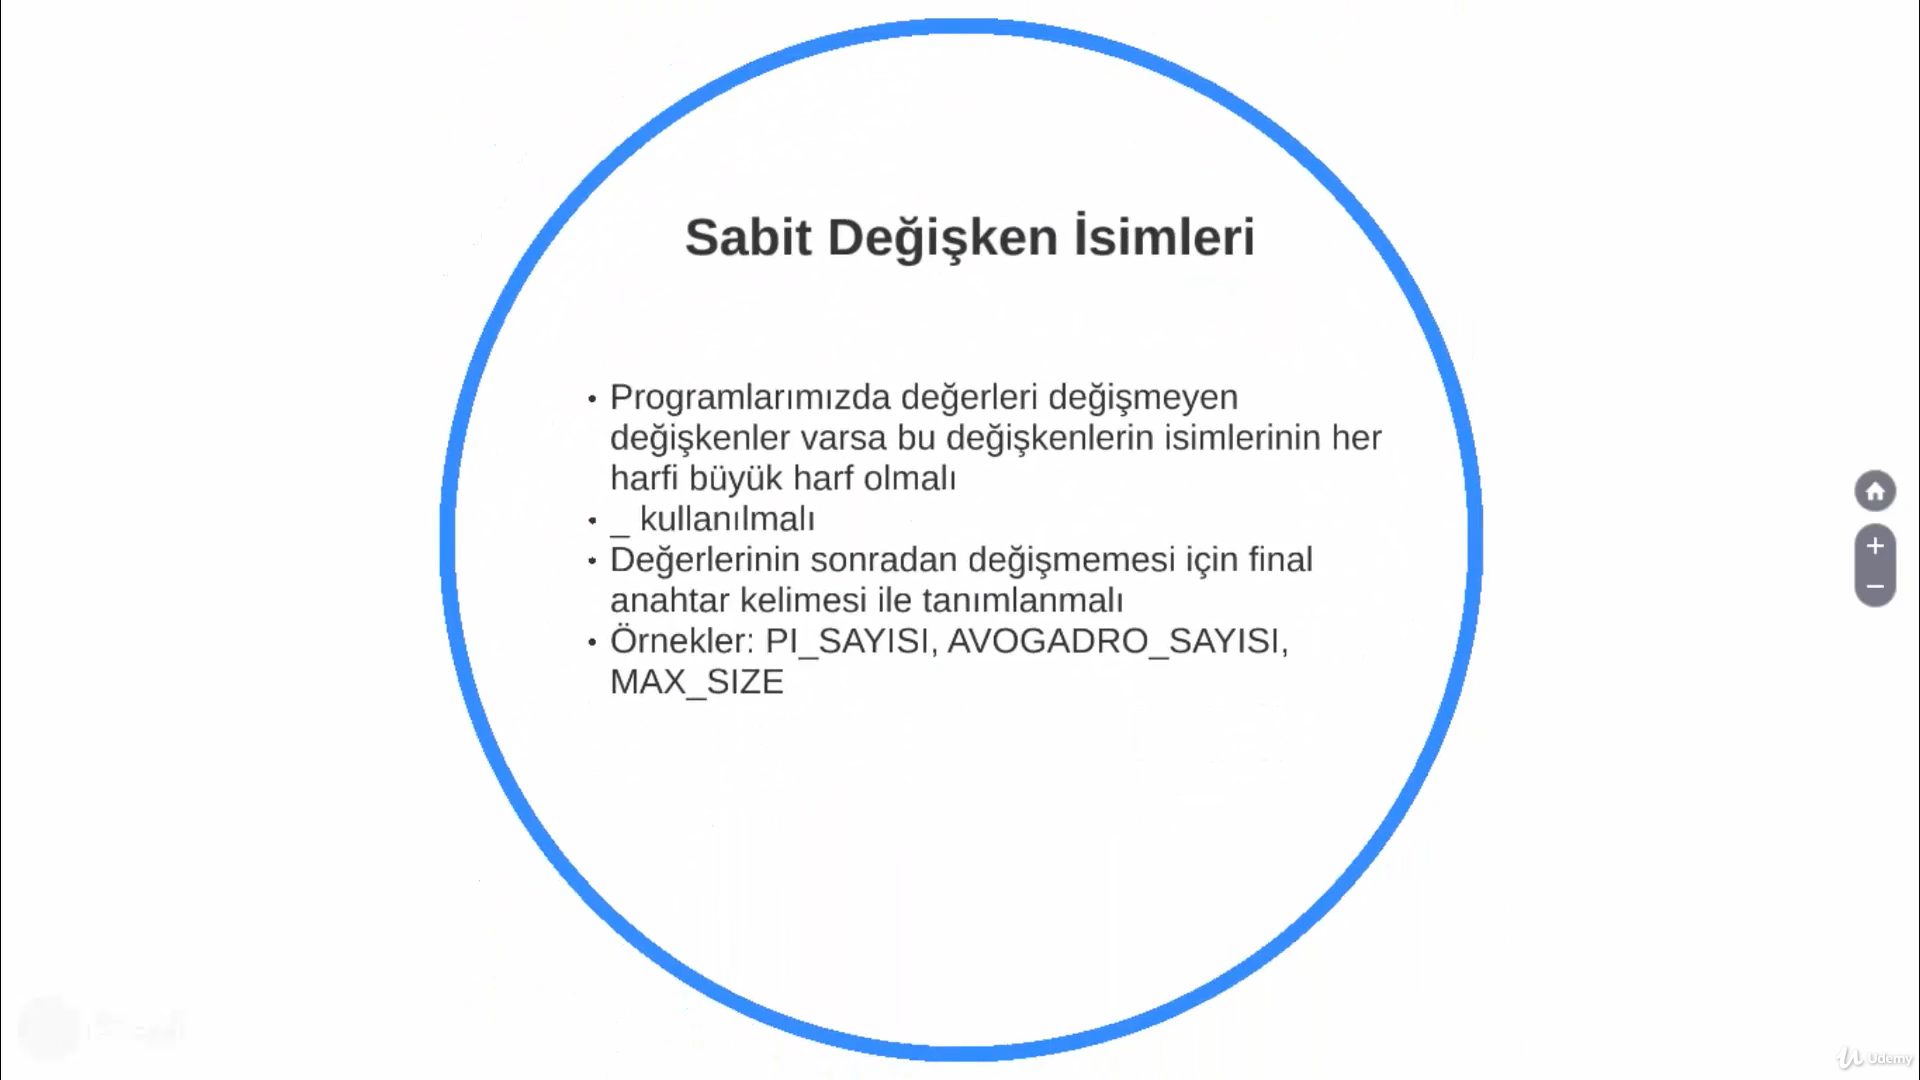 Sabit Değişken İsimleri
• Programlarımızda değerleri değişmeyen
değişkenler varsa bu değişkenlerin isimlerinin her
harfi büyük harf olmalı
• _ kullanılmalı
• Değerlerinin sonradan değişmemesi için final
anahtar kelimesi ile tanımlanmalı
• Örnekler: PI_SAYISI, AVOGADRO_SAYISI,
MAX_SIZE
Udemy